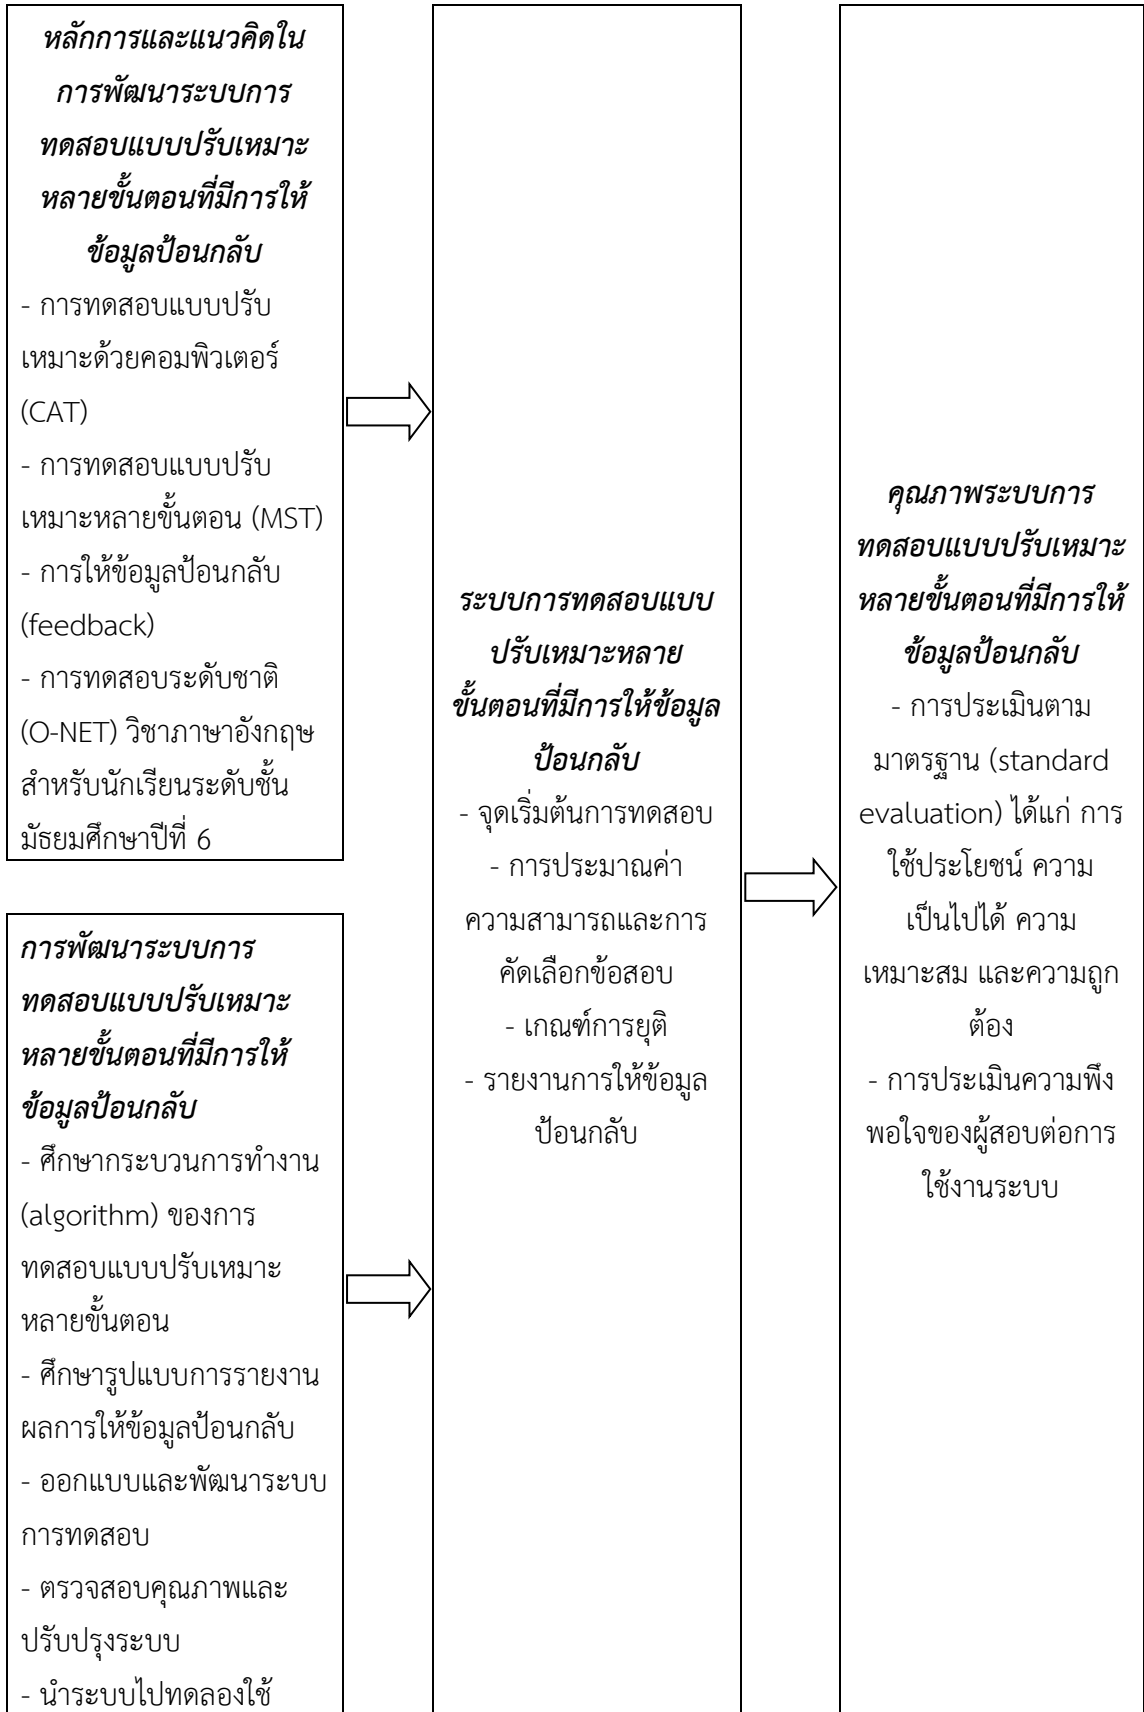 หลักการและแนวคิดใน
การพัฒนาระบบการ
ทดสอบแบบปรับเหมาะ
หลายขั้นตอนที่มีการให้
ข้อมูลป้อนกลับ
- การทดสอบแบบปรับ
เหมาะด้วยคอมพิวเตอร์
(CAT)
- การทดสอบแบบปรับ
เหมาะหลายขั้นตอน (MST)
- การให้ข้อมูลป้อนกลับ
(feedback)
- การทดสอบระดับชาติ
(O-NET) วิชาภาษาอังกฤษ
สำหรับนักเรียนระดับชั้น
มัธยมศึกษาปีที่ 6
การพัฒนาระบบการ
ทดสอบแบบปรับเหมาะ
หลายขั้นตอนที่มีการให้
ข้อมูลป้อนกลับ
- ศึกษากระบวนการทำงาน
(algorithm) ของการ
ทดสอบแบบปรับเหมาะ
หลายขั้นตอน
- ศึกษารูปแบบการรายงาน
ผลการให้ข้อมูลป้อนกลับ
- ออกแบบและพัฒนาระบบ
การทดสอบ
- ตรวจสอบคุณภาพและ
ปรับปรุงระบบ
- นำระบบไปทดลองใช้
ระบบการทดสอบแบบ
ปรับเหมาะหลาย
ขั้นตอนที่มีการให้ข้อมูล
ป้อนกลับ
- จุดเริ่มต้นการทดสอบ
- การประมาณค่า
ความสามารถและการ
คัดเลือกข้อสอบ
- เกณฑ์การยุติ
- รายงานการให้ข้อมูล
ป้อนกลับ
คุณภาพระบบการ
ทดสอบแบบปรับเหมาะ
หลายขั้นตอนที่มีการให้
ข้อมูลป้อนกลับ
- การประเมินตาม
มาตรฐาน (standard
evaluation) ได้แก่ การ
ใช้ประโยชน์ ความ
เป็นไปได้ ความ
เหมาะสม และความถูก
ต้อง
- การประเมินความพึง
พอใจของผู้สอบต่อการ
ใช้งานระบบ